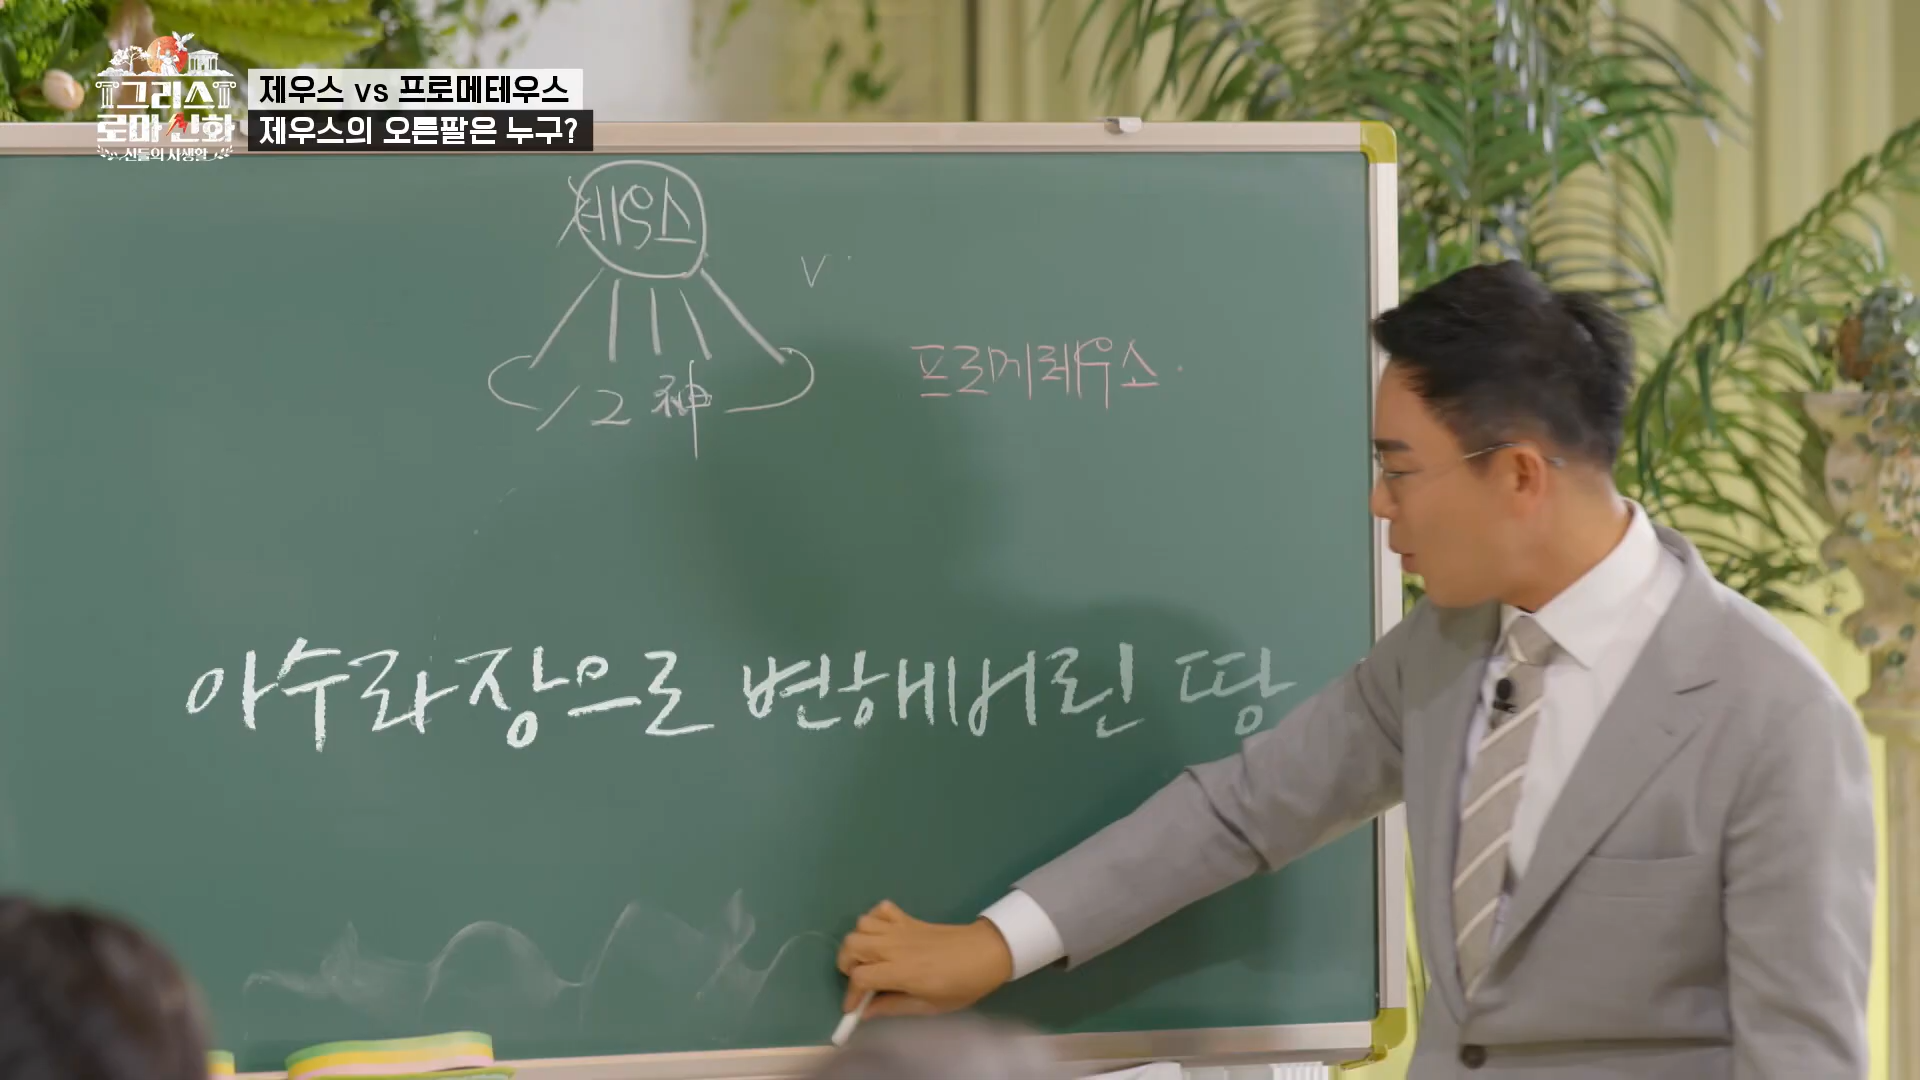 그리스
로마 신화
신들의 사생활
제우스 vs 프로메테우스
제우스의 오른팔은 누구?
제우스
V
프로메테우스
12神
아수라장으로 변해버린 땅